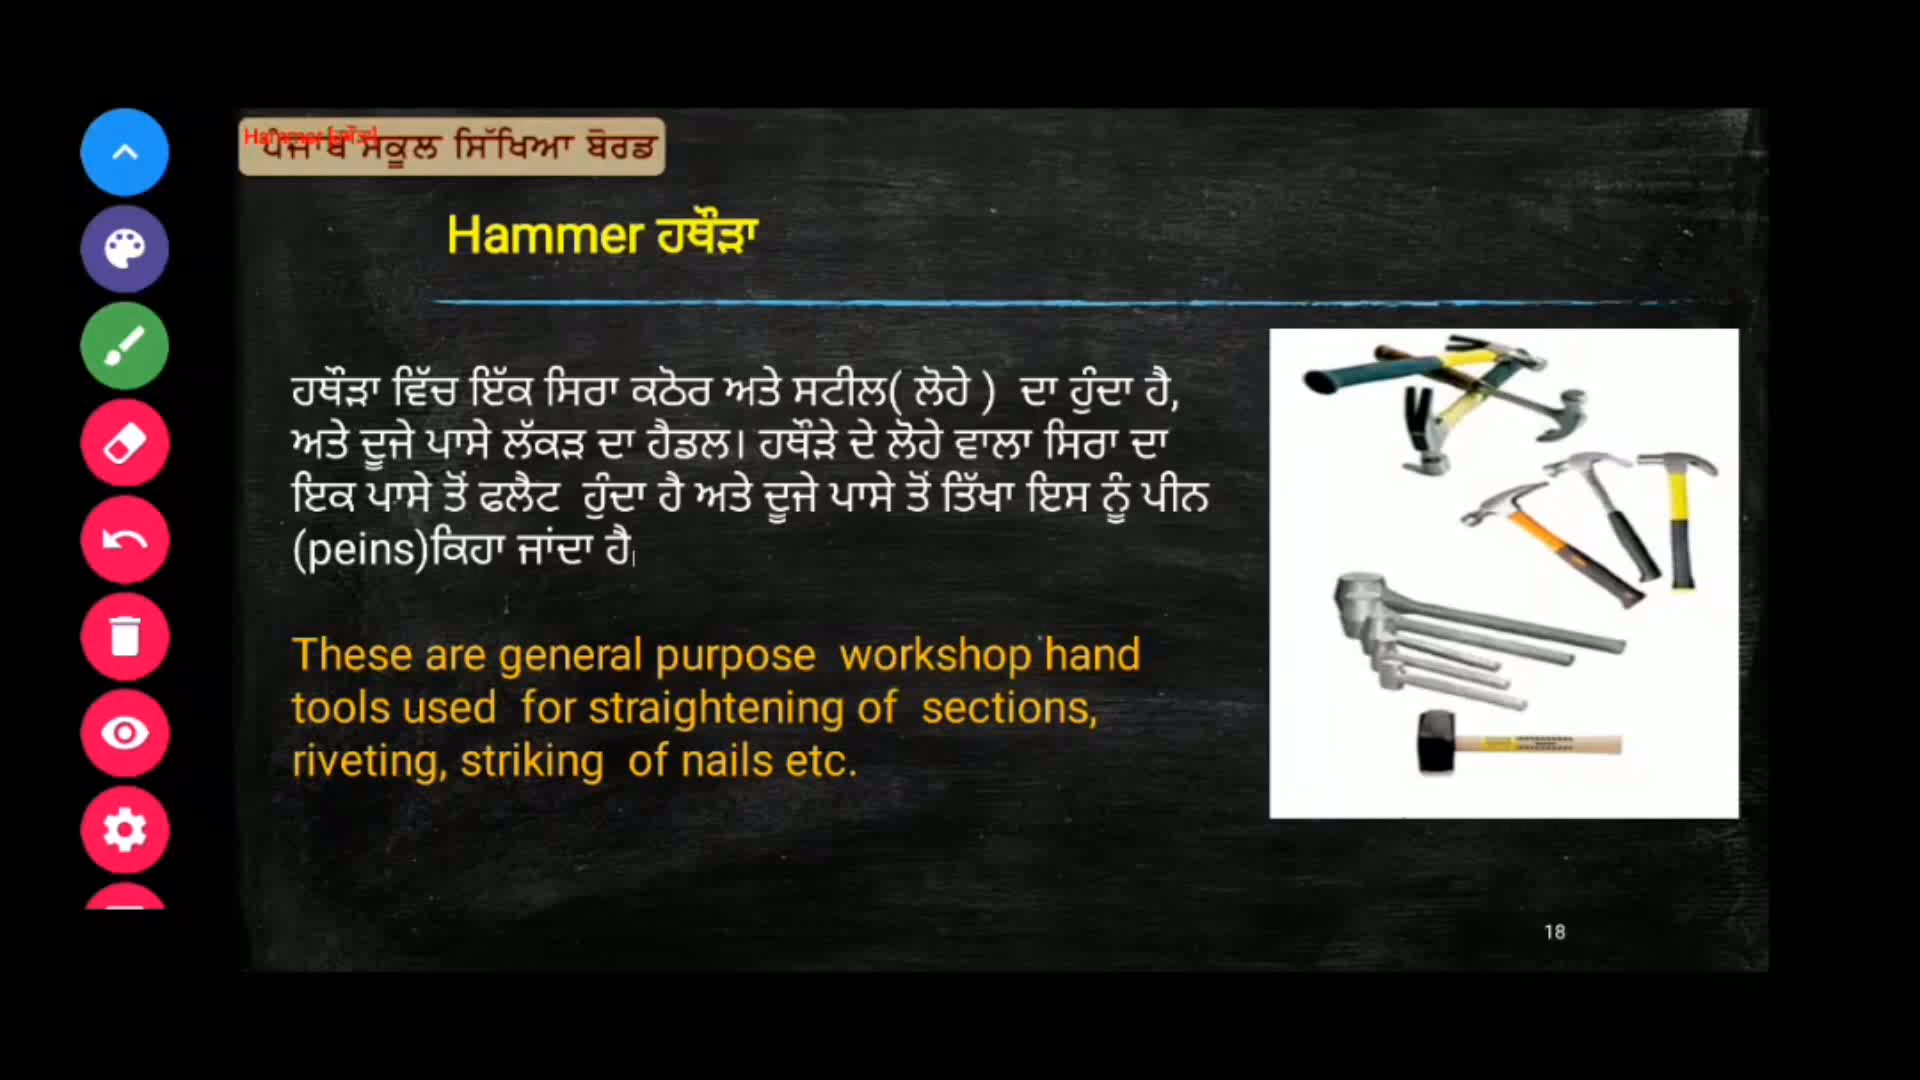 ਪੰਜਾਬ ਸਕੂਲ ਸਿੱਖਿਆ ਬੋਰਡ
Hammer
Hammer ਹਥੌੜਾ
ਹਥੌੜਾ ਵਿੱਚ ਇੱਕ ਸਿਰਾ ਕਠੋਰ ਅਤੇ ਸਟੀਲ( ਲੋਹੇ ) ਦਾ ਹੁੰਦਾ ਹੈ,
ਅਤੇ ਦੂਜੇ ਪਾਸੇ ਲੱਕੜ ਦਾ ਹੈਡਲ। ਹਥੌੜੇ ਦੇ ਲੋਹੇ ਵਾਲਾ ਸਿਰਾ ਦਾ
ਇਕ ਪਾਸੇ ਤੋਂ ਫਲੈਟ ਹੁੰਦਾ ਹੈ ਅਤੇ ਦੂਜੇ ਪਾਸੇ ਤੋਂ ਤਿੱਖਾ ਇਸ ਨੂੰ ਪੀਨ
(peins)ਕਿਹਾ ਜਾਂਦਾ ਹੈ।
These are general purpose workshop hand
tools used for straightening of sections,
riveting, striking of nails etc.
18